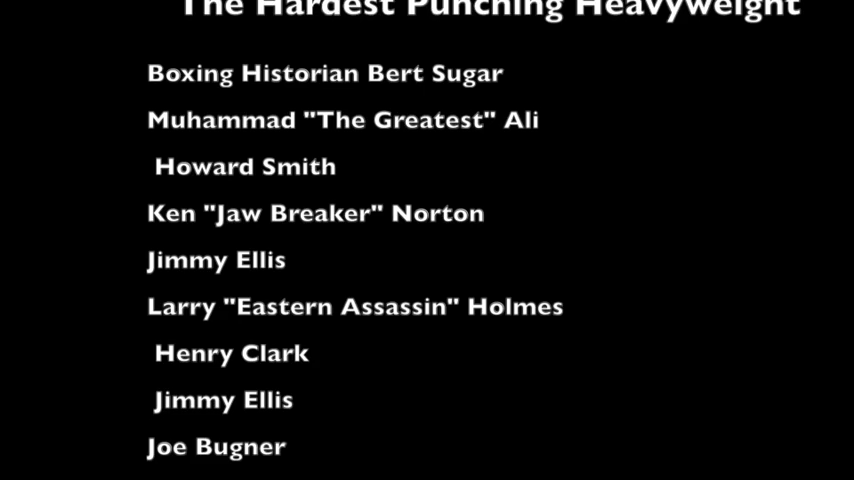 The Hardest Punching Heavyweight
Boxing Historian Bert Sugar
Muhammad "The Greatest" Ali
Howard Smith
Ken "Jaw Breaker" Norton
Jimmy Ellis
Larry "Eastern Assassin" Holmes
Henry Clark
Jimmy Ellis
Joe Bugner